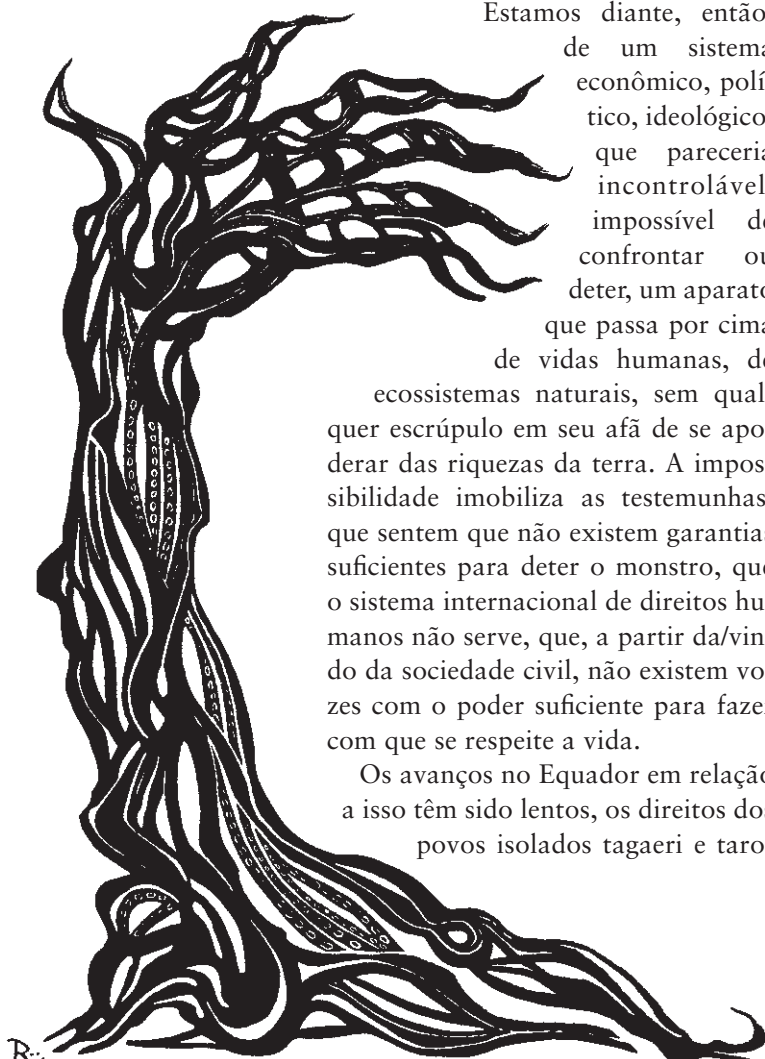 Estamos diante, então
de um sistema
econômico, polí
tico, ideológico
que pareceria
incontrolável
impossível de
confrontar ou
deter, um aparato
que passa por cima
de vidas humanas, de
ecossistemas naturais, sem qual
quer escrúpulo em seu afã de se apo
derar das riquezas da terra. A impos
sibilidade imobiliza as testemunhas
que sentem que não existem garantias
suficientes para deter o monstro, que
o sistema internacional de direitos hu
manos não serve, que, a partir da/vin
do da sociedade civil, não existem vo
zes com o poder suficiente para fazer
com que se respeite a vida.
Os avanços no Equador em relação
a isso têm sido lentos, os direitos dos
povos isolados tagaeri e taro
R...